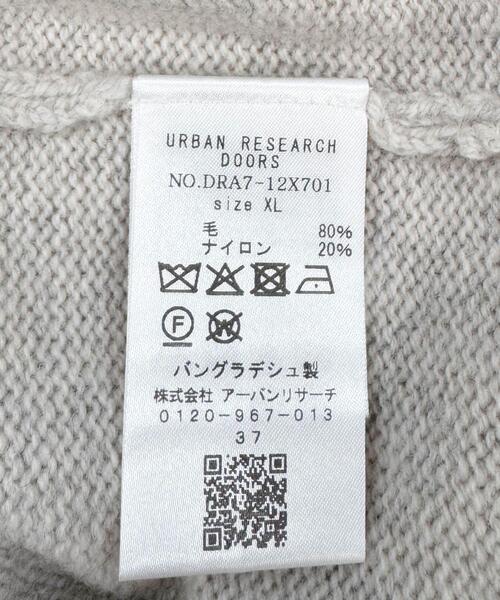 URBAN RESEARCH
DOORS
NO.DRA7-12X701
size XL
毛 80%
ナイロン 20%
F W
バングラデシュ製
株式会社 アーバンリサーチ
0120-967-013
37